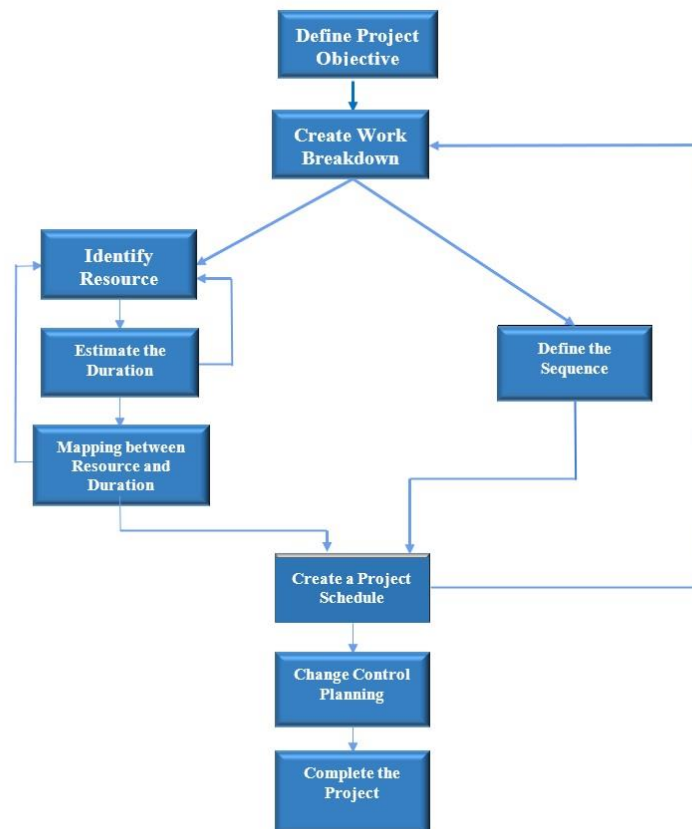 Define Project
Objective
Create Work
Breakdown
Identify
Resource
Estimate the
Duration
Mapping between
Resource and
Duration
Define the
Sequence
Create a Project
Schedule
Change Control
Planning
Complete the
Project